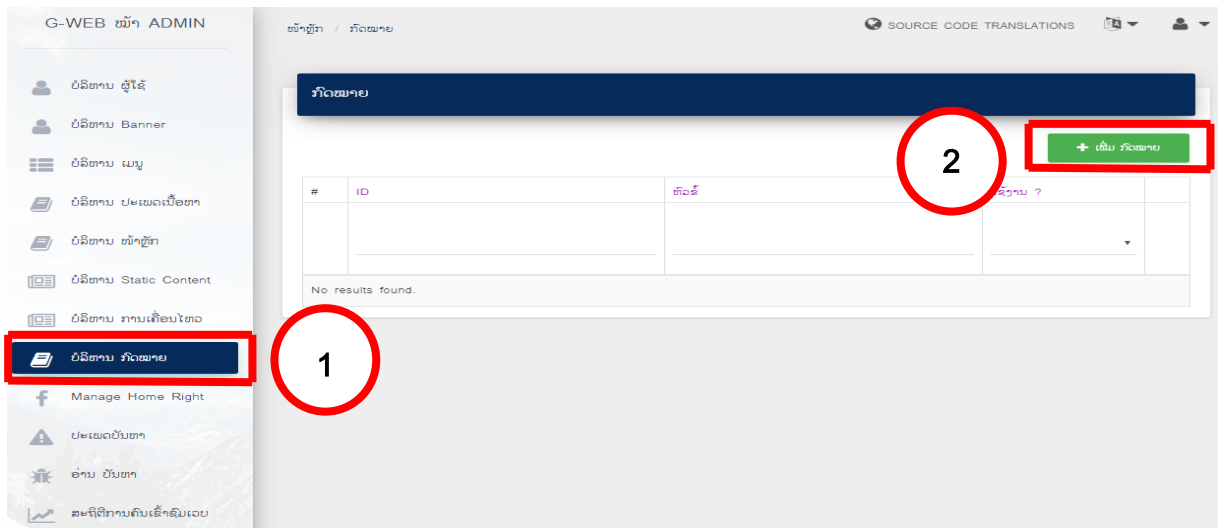 G-WEB ໜ້າ ADMIN
ໜ້າຫຼັກ / ກົດໝາຍ
SOURCE CODE TRANSLATIONS
ບໍລິຫານ ຜູ້ໃຊ້
ບໍລິຫານ Banner
ບໍລິຫານ ເມນູ
ບໍລິຫານ ປະເພດເນື້ອຫາ
ບໍລິຫານ ໜ້າຫຼັກ
ບໍລິຫານ Static Content
ບໍລິຫານ ການເຄື່ອນໄຫວ
ບໍລິຫານ ກົດໝາຍ
Manage Home Right
ປະເພດບັນຫາ
ອ່ານ ບັນຫາ
ສະຖິຕິການຄົນເຂົ້າຊົມເວບ
1
ກົດໝາຍ
2
+ ເພີ່ມ ກົດໝາຍ
# ID ຫົວຂໍ້ ?
No results found.